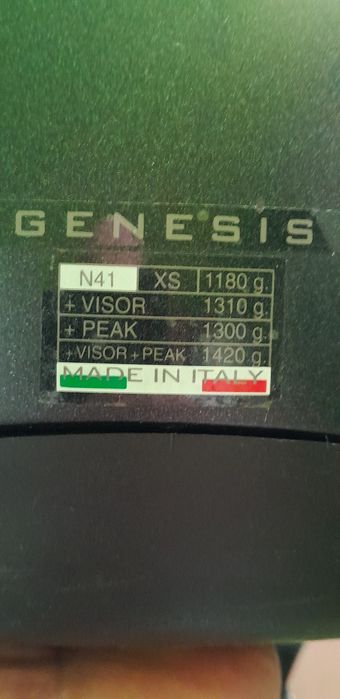 GENESIS
N41 XS 1180 g.
+ VISOR 1310 g.
+ PEAK 1300 g.
+VISOR + PEAK 1420 g.
MADE IN ITALY